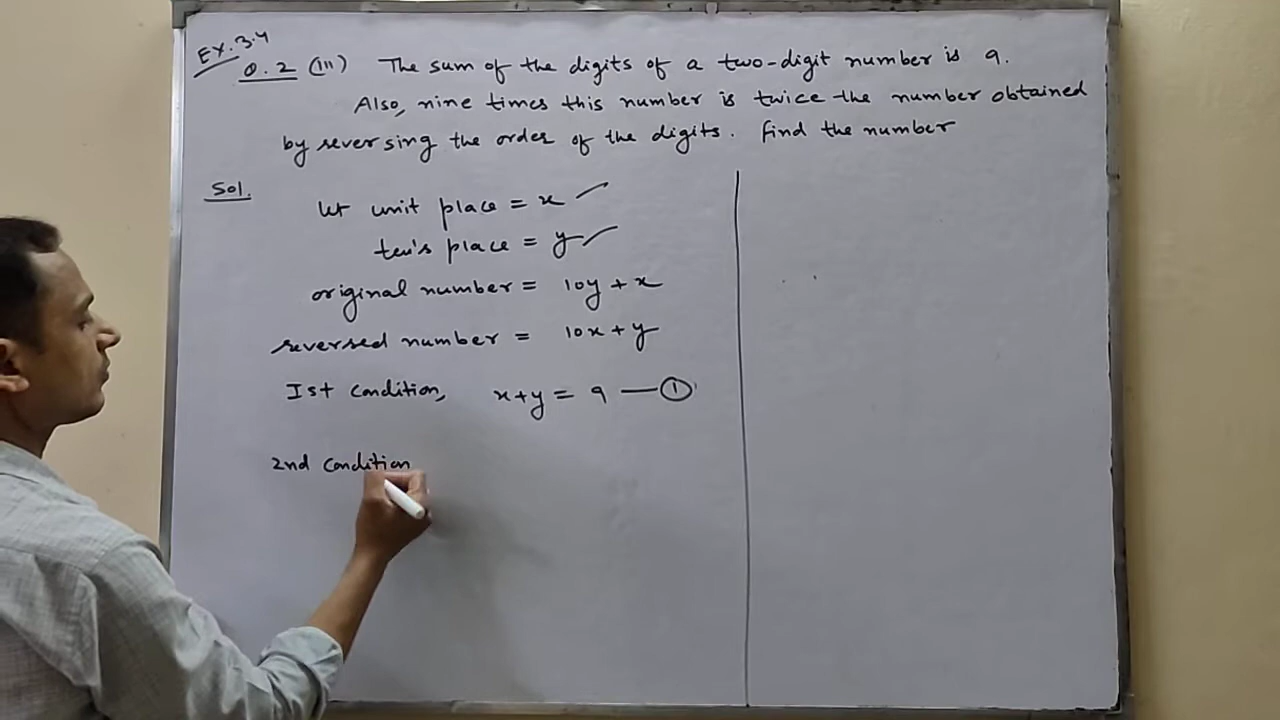 Ex. 3.4
Q. 2 (III) The sum of the digits of a two-digit number is 9.
Also, nine times this number is twice the number obtained
by reversing the order of the digits. Find the number
Sol.
let unit place = x
ten's place = y
original number = 10y + x
reversed number = 10x + y
Ist condition, x+y = 9 — ①
2nd condition